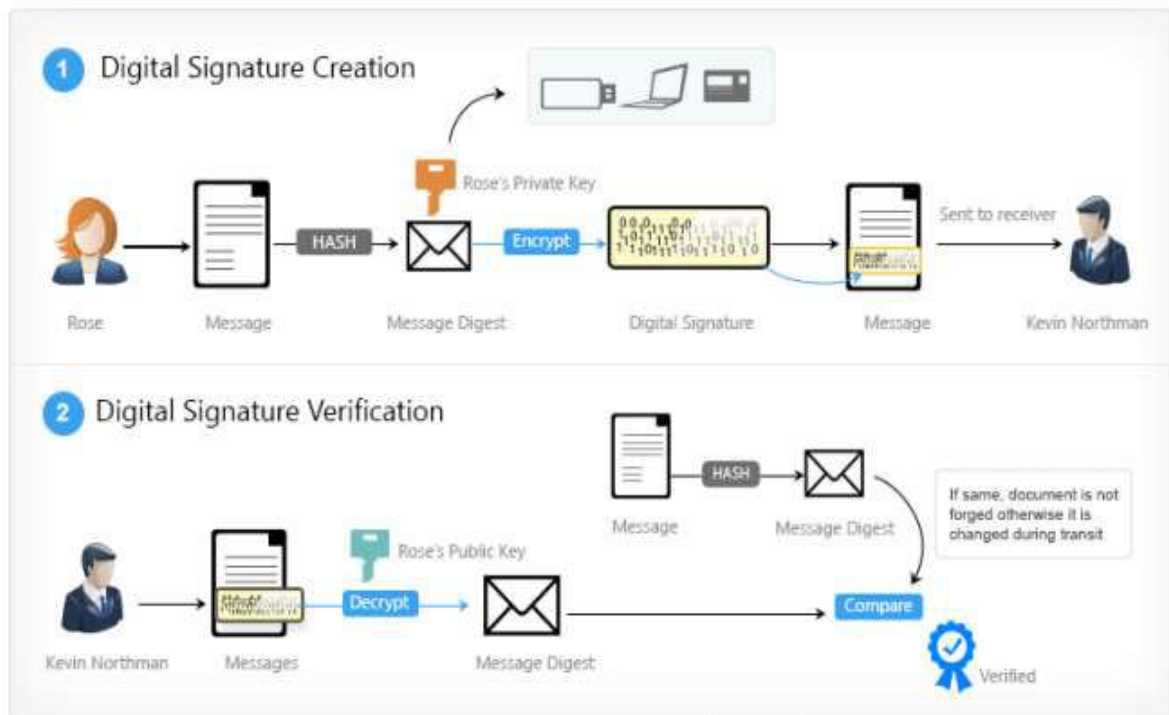 1 Digital Signature Creation
Rose's Private Key
HASH
Encrypt
Sent to receiver
Rose
Message
Message Digest
Digital Signature
Message
Kevin Northman
2 Digital Signature Verification
HASH
Message
Message Digest
If same, document is not
forged otherwise it is
changed during transit
Rose's Public Key
Decrypt
Compare
Kevin Northman
Messages
Message Digest
Verified